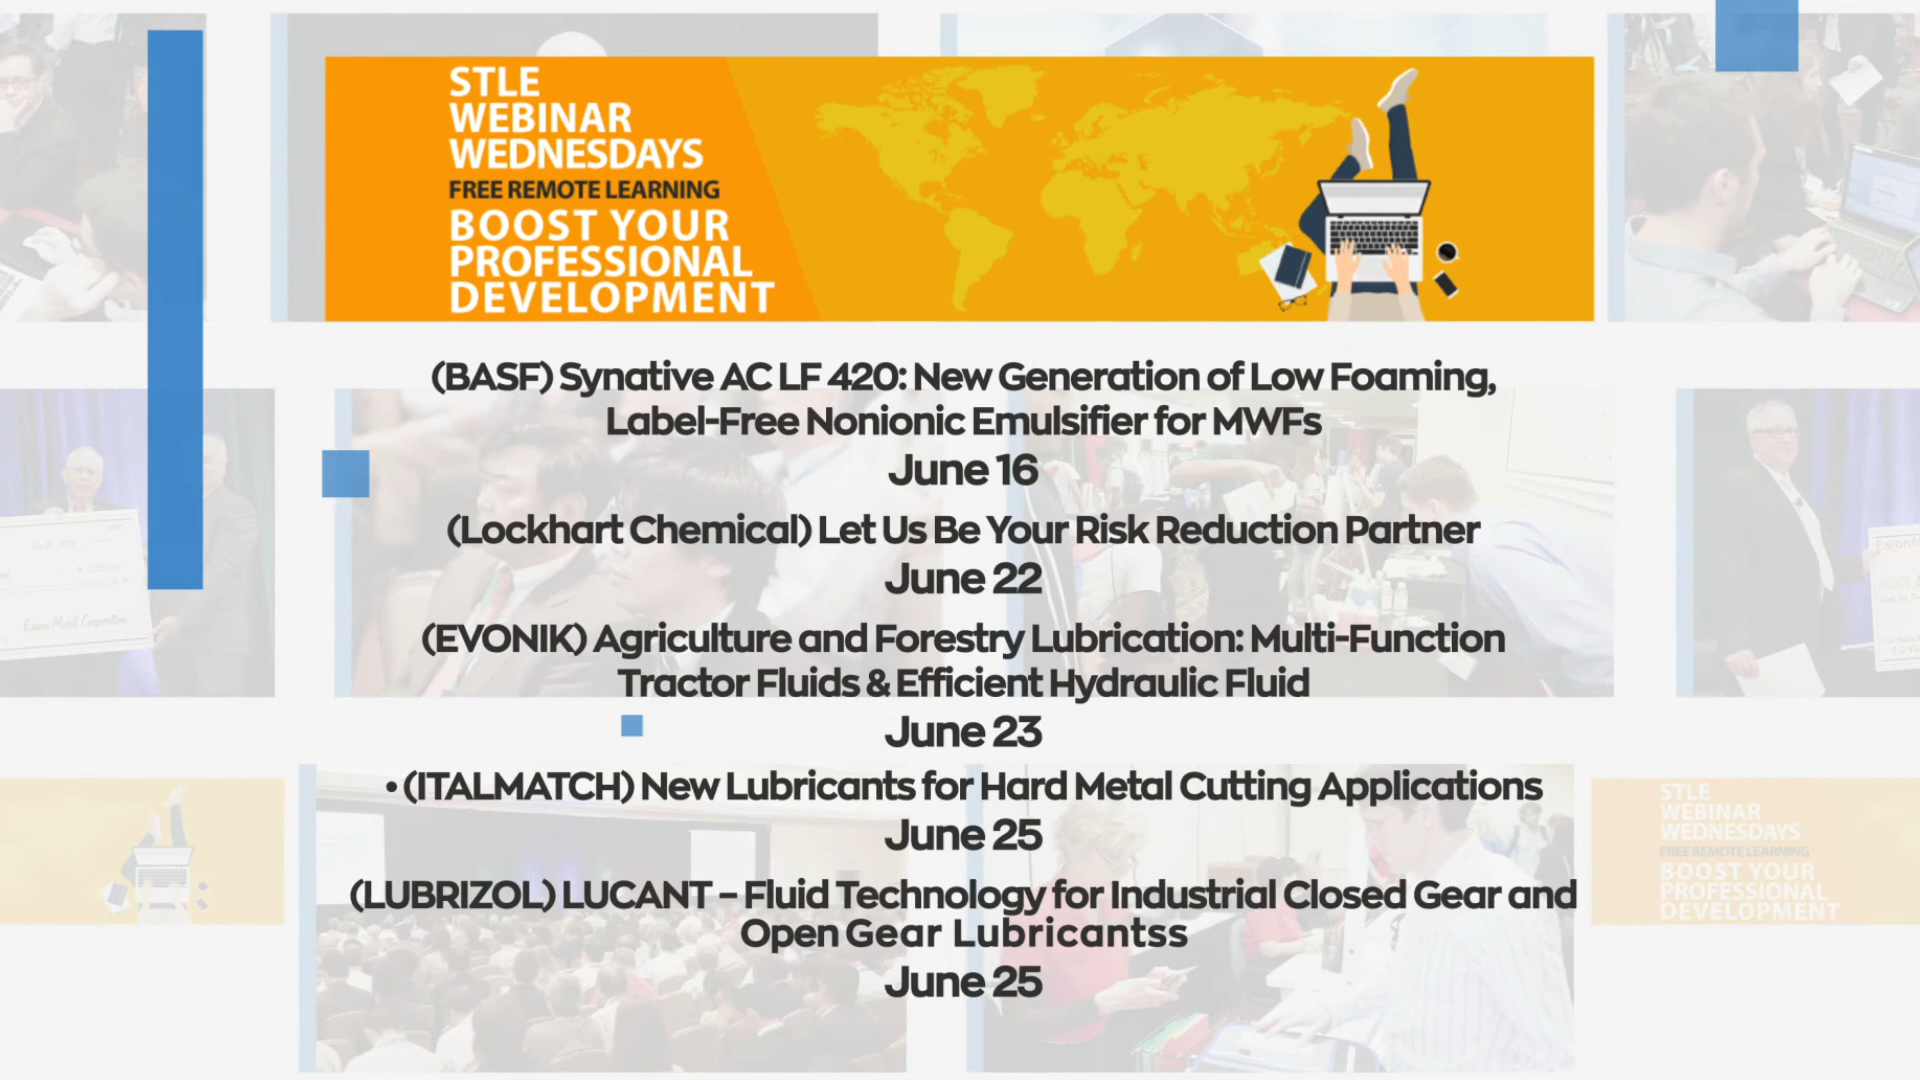 STLE
WEBINAR
WEDNESDAYS
FREE REMOTE LEARNING
BOOST YOUR
PROFESSIONAL
DEVELOPMENT
(BASF) Synative AC LF 420: New Generation of Low Foaming,
Label-Free Nonionic Emulsifier for MWFs
June 16
(Lockhart Chemical) Let Us Be Your Risk Reduction Partner
June 22
(EVONIK) Agriculture and Forestry Lubrication: Multi-Function
Tractor Fluids & Efficient Hydraulic Fluid
June 23
• (ITALMATCH) New Lubricants for Hard Metal Cutting Applications
June 25
(LUBRIZOL) LUCANT – Fluid Technology for Industrial Closed Gear and
Open Gear Lubricantss
June 25
STLE
WEBINAR
WEDNESDAYS
FREE REMOTE LEARNING
BOOST YOUR
PROFESSIONAL
DEVELOPMENT